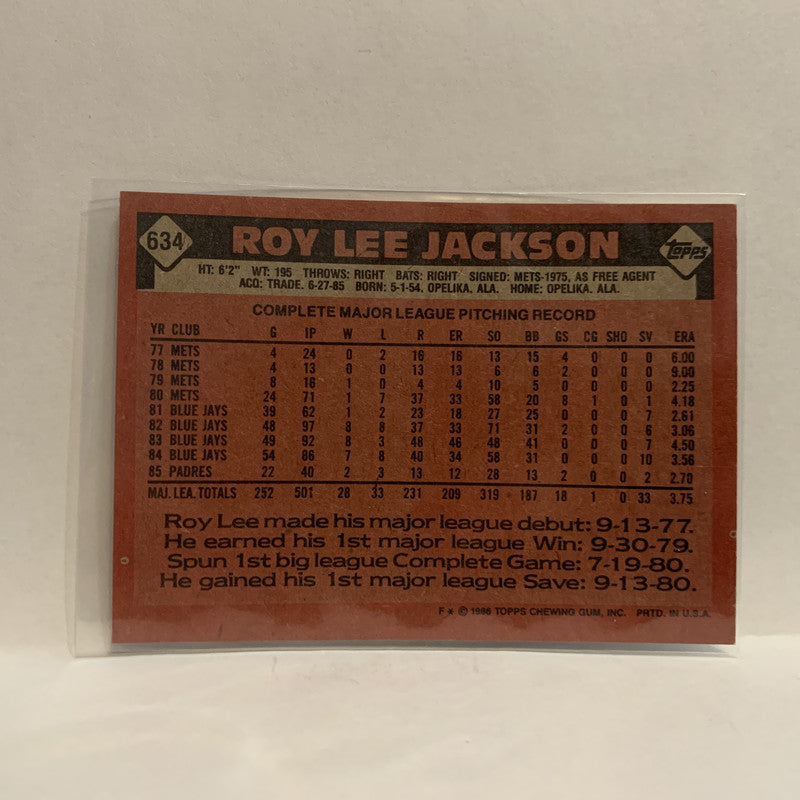 634 ROY LEE JACKSON topps
HT: 6'2" WT: 195 THROWS: RIGHT BATS: RIGHT SIGNED: METS-1975, AS FREE AGENT
ACQ: TRADE, 6-27-85 BORN: 5-1-54, OPELIKA, ALA. HOME: OPELIKA, ALA.
COMPLETE MAJOR LEAGUE PITCHING RECORD
YR CLUB G IP W L R ER SO BB GS CG SHO SV ERA
77 METS 4 24 0 2 16 16 13 15 4 0 0 0 6.00
78 METS 4 13 0 0 13 13 6 6 2 0 0 0 9.00
79 METS 8 16 1 0 4 4 10 5 0 0 0 0 2.25
80 METS 24 71 1 7 37 33 58 20 8 1 0 1 4.18
81 BLUE JAYS 39 62 1 2 23 18 27 25 0 0 0 7 2.61
82 BLUE JAYS 48 97 8 8 37 33 71 31 2 0 0 6 3.06
83 BLUE JAYS 49 92 8 3 48 46 48 41 0 0 0 7 4.50
84 BLUE JAYS 54 86 7 8 40 34 58 31 0 0 0 10 3.56
85 PADRES 22 40 2 3 13 12 28 13 2 0 0 2 2.70
MAJ. LEA. TOTALS 252 501 28 33 231 209 319 187 18 1 0 33 3.75
Roy Lee made his major league debut: 9-13-77.
He earned his 1st major league Win: 9-30-79.
Spun 1st big league Complete Game: 7-19-80.
He gained his 1st major league Save: 9-13-80.
F * © 1986 TOPPS CHEWING GUM, INC. PRTD. IN U.S.A.